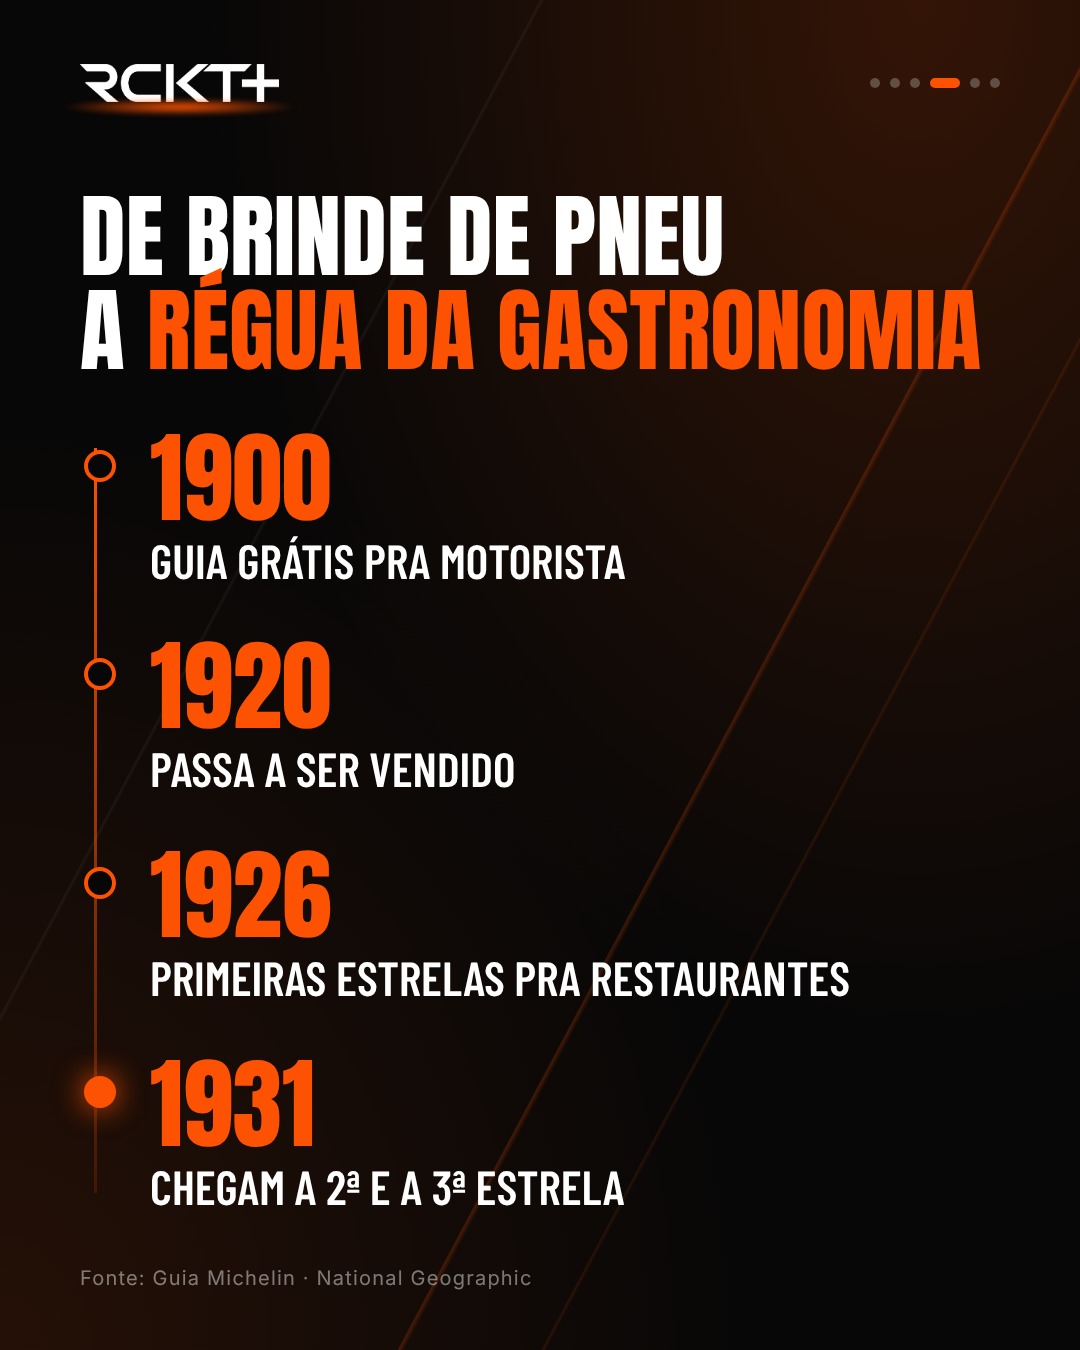 RCKT+
DE BRINDE DE PNEU
A RÉGUA DA GASTRONOMIA
1900
GUIA GRÁTIS PRA MOTORISTA
1920
PASSA A SER VENDIDO
1926
PRIMEIRAS ESTRELAS PRA RESTAURANTES
1931
CHEGAM A 2ª E A 3ª ESTRELA
Fonte: Guia Michelin · National Geographic